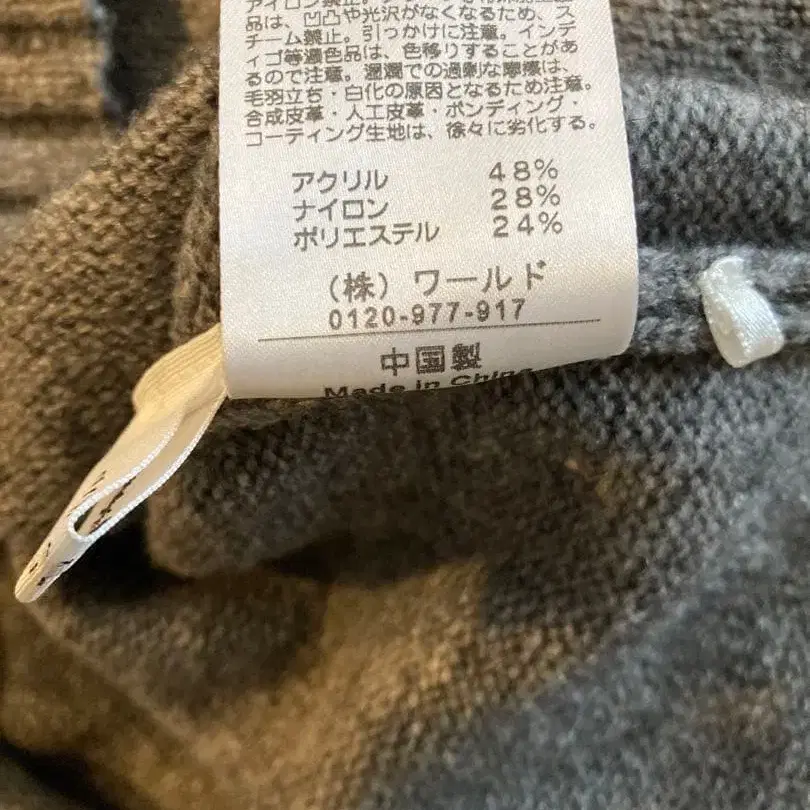 品は、凹凸や光沢がなくなるため、ス
チーム禁止。引っかけに注意。インデ
ィゴ等濃色品は、色移りすることがあ
るので注意。湿潤での過剰な摩擦は、
毛羽立ち・白化の原因となるため注意。
合成皮革・人工皮革・ボンディング・
コーティング生地は、徐々に劣化する。
アクリル 48%
ナイロン 28%
ポリエステル 24%
(株) ワールド
0120-977-917
中国製
Made in China